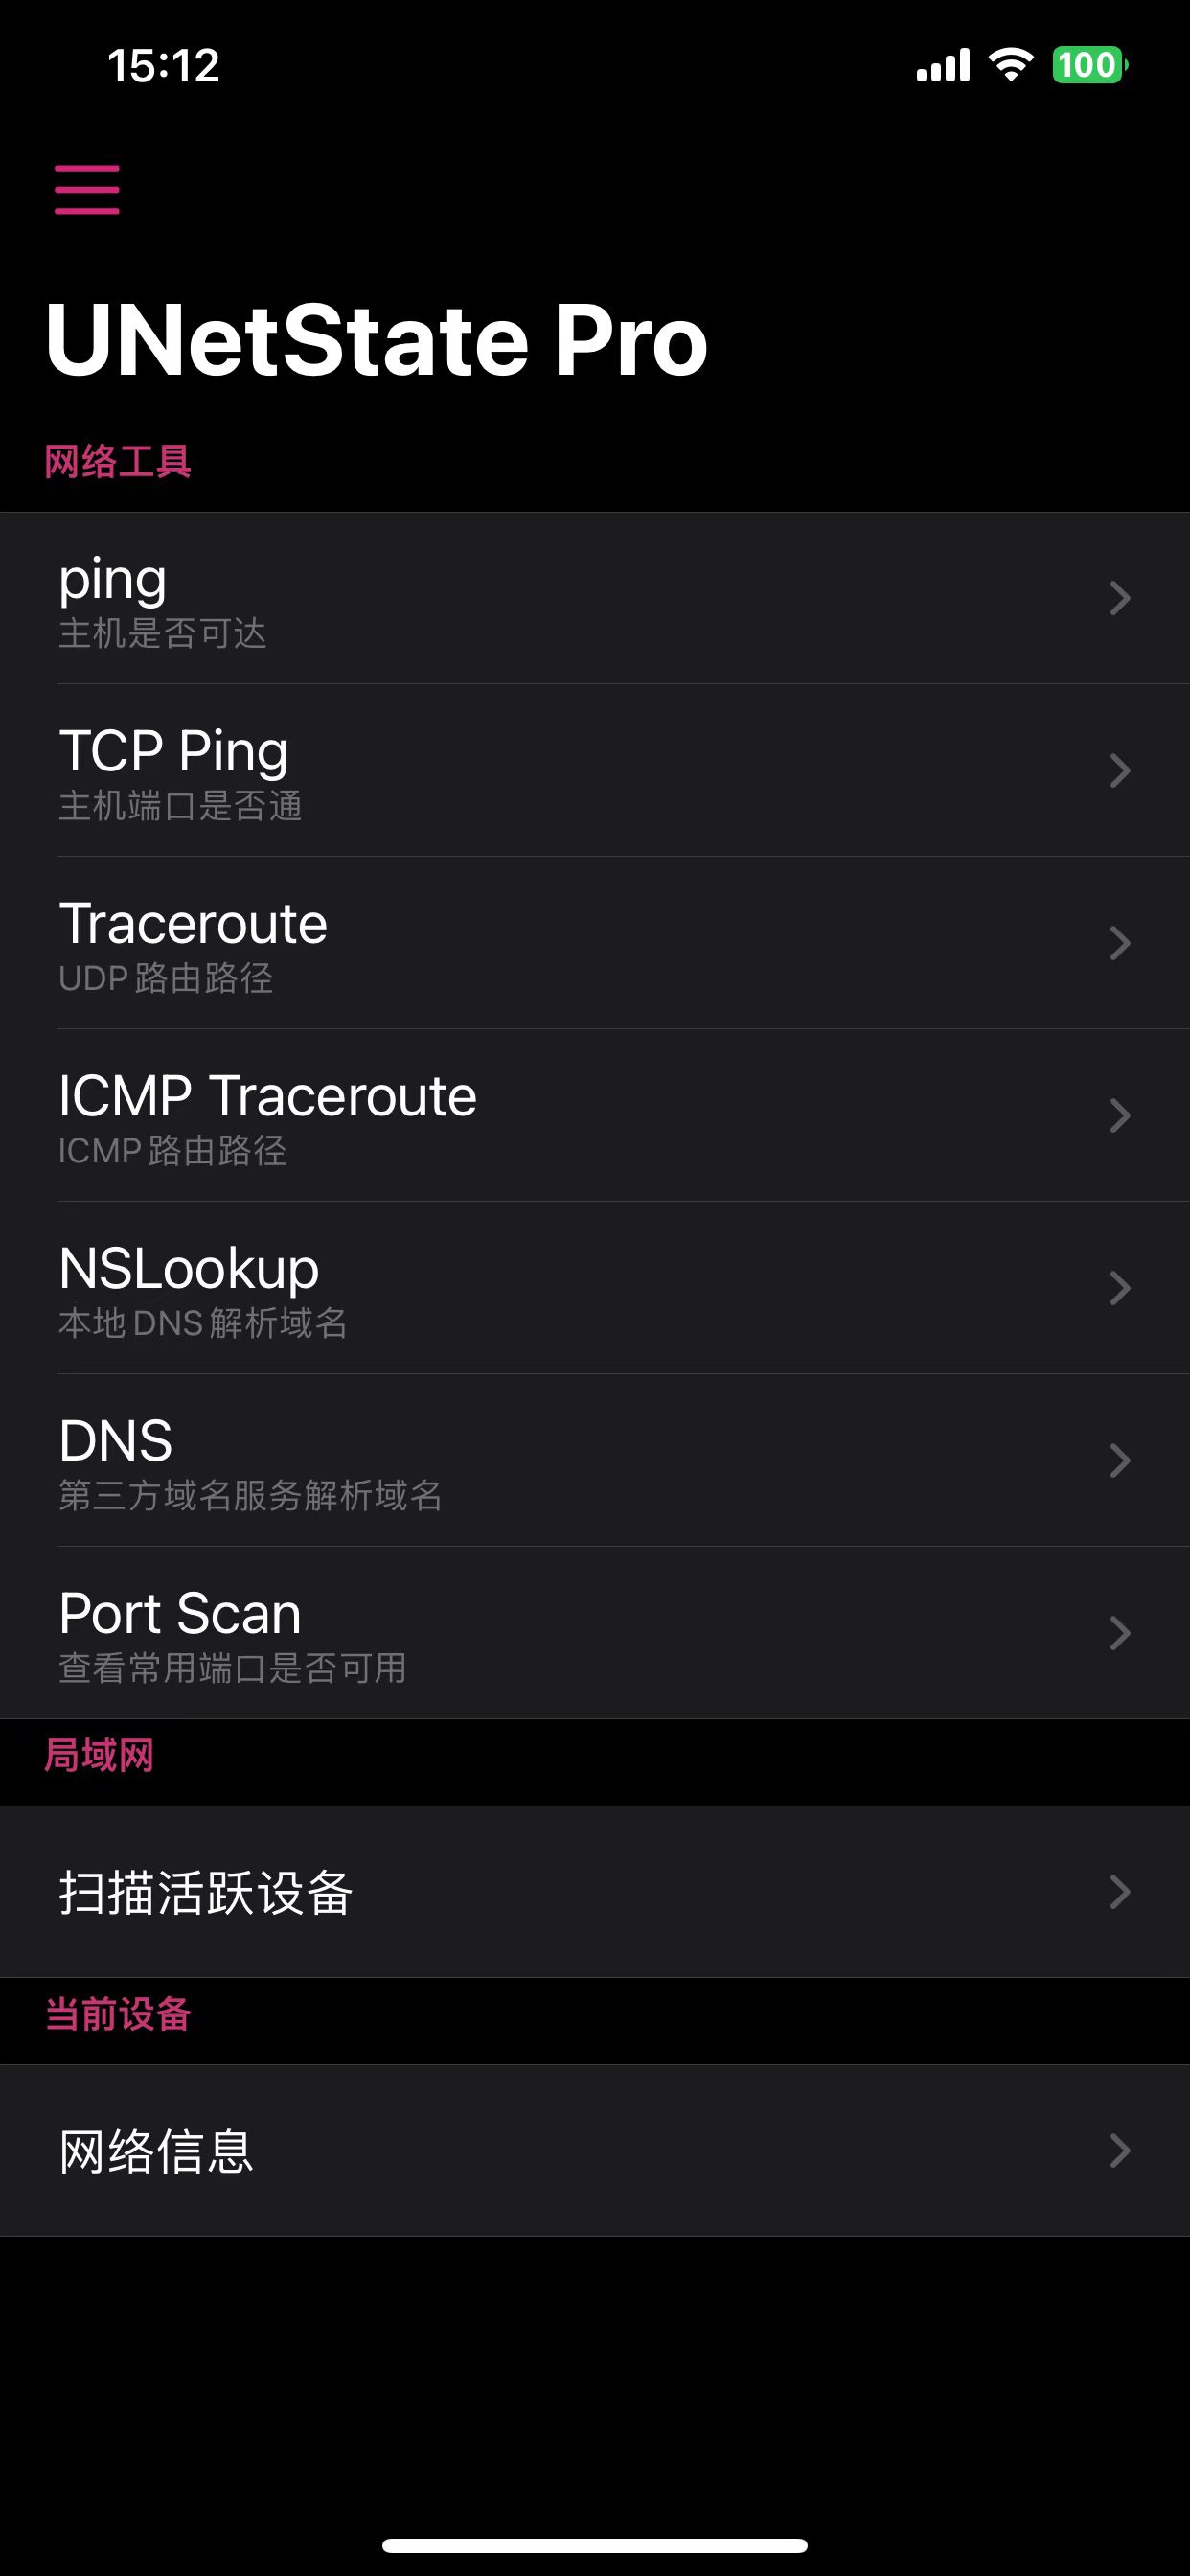 15:12
100
UNetState Pro
网络工具
ping
主机是否可达
TCP Ping
主机端口是否通
Traceroute
UDP 路由路径
ICMP Traceroute
ICMP 路由路径
NSLookup
本地 DNS 解析域名
DNS
第三方域名服务解析域名
Port Scan
查看常用端口是否可用
局域网
扫描活跃设备
当前设备
网络信息